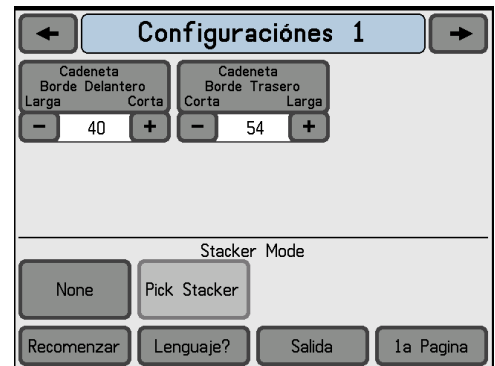 Configuraciónes 1
Cadeneta
Borde Delantero
Larga Corta
Cadeneta
Borde Trasero
Corta Larga
- 40 +
- 54 +
Stacker Mode
None
Pick Stacker
Recomenzar
Lenguaje?
Salida
1a Pagina